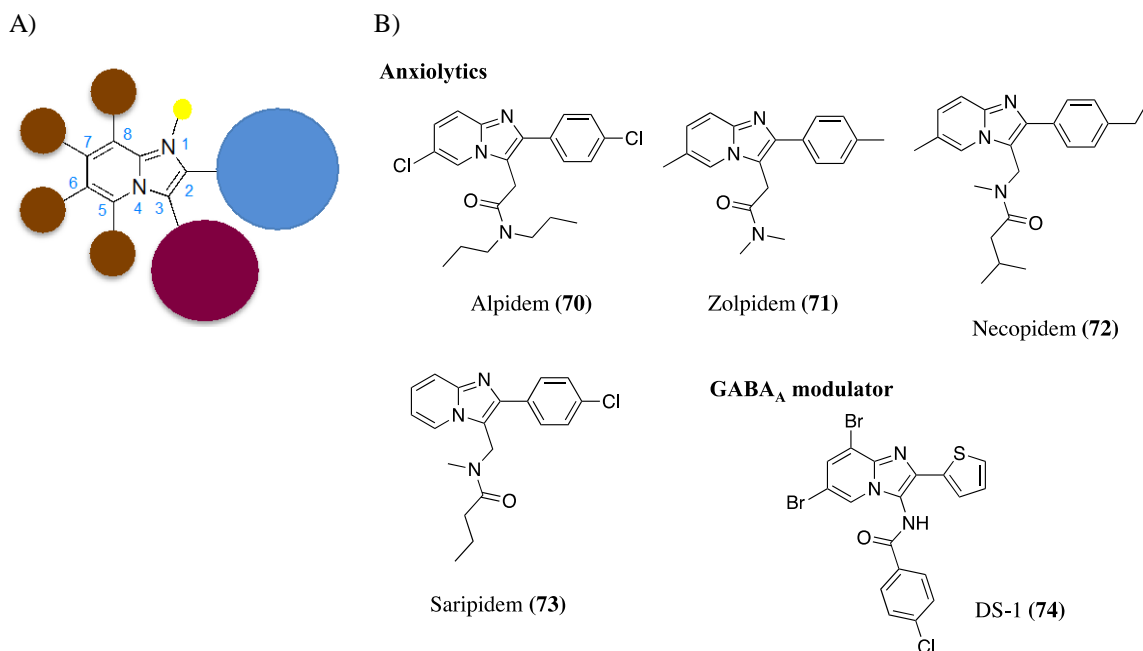 A)
B)
Anxiolytics
8
7
6
5
4
3
2
1
N
N
N
N
Cl
Cl
O
N
Alpidem (70)
N
N
O
N
Zolpidem (71)
N
N
N
O
Necopidem (72)
N
N
Cl
N
O
Saripidem (73)
GABAA modulator
Br
Br
N
N
S
NH
O
Cl
DS-1 (74)